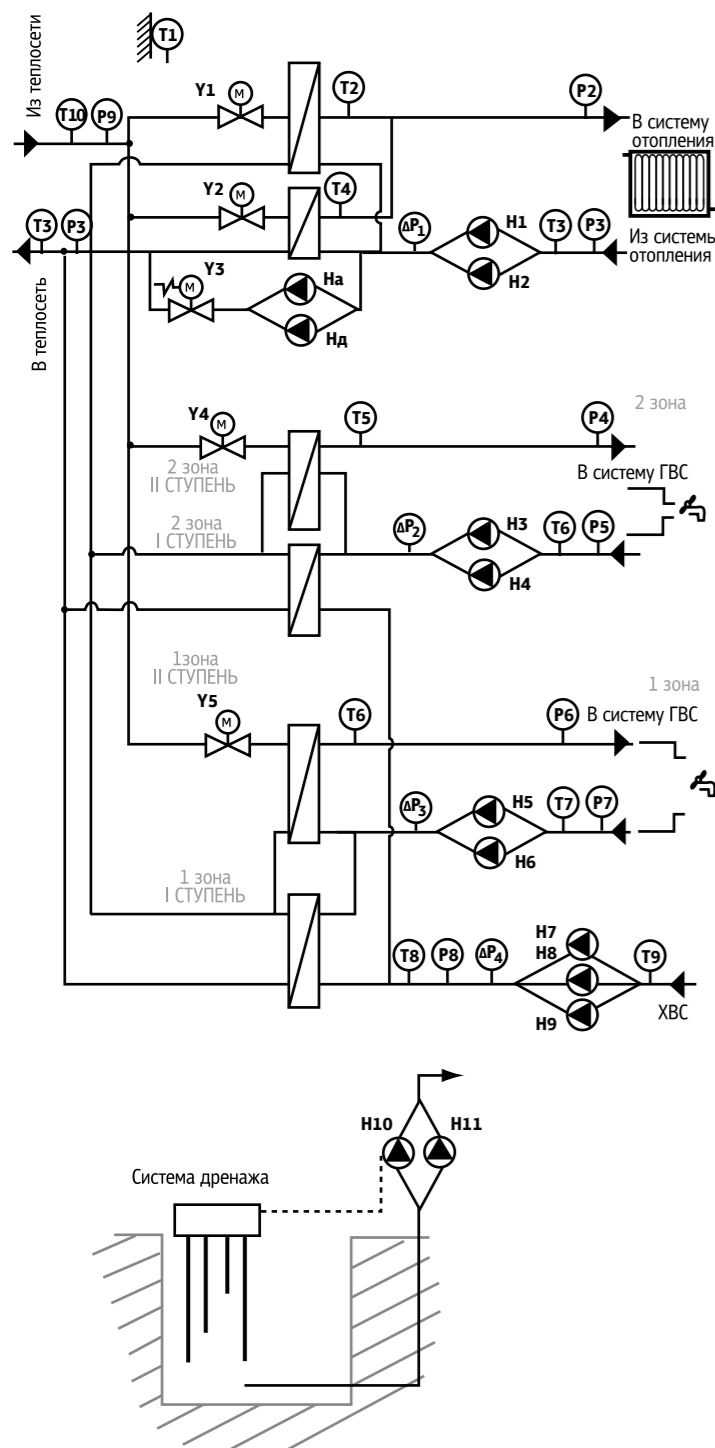 Из теплосети
T1
Y1
M
T2
P2
T10
P9
В систему
отопления
Y2
M
T4
T3
P3
ΔP1
H1
H2
T3
P3
Из системы
отопления
В теплосеть
Y3
M
На
Нд
2 зона
Y4
M
T5
P4
2 зона
II СТУПЕНЬ
В систему ГВС
2 зона
I СТУПЕНЬ
ΔP2
H3
H4
T6
P5
1зона
II СТУПЕНЬ
1 зона
Y5
M
T6
P6
В систему ГВС
ΔP3
H5
H6
T7
P7
1 зона
I СТУПЕНЬ
H7
H8
H9
T8
P8
ΔP4
T9
ХВС
H10
H11
Система дренажа